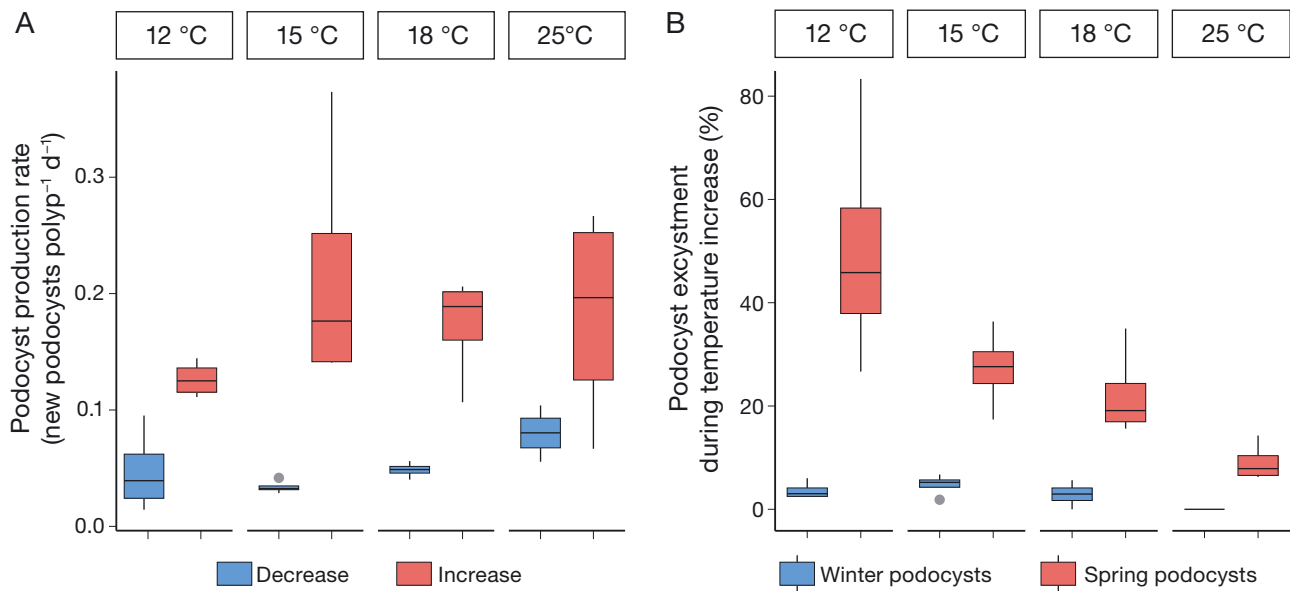 A
12 °C
15 °C
18 °C
25°C
Podocyst production rate
(new podocysts polyp⁻¹ d⁻¹)
0.3
0.2
0.1
0.0
Decrease
Increase
B
12 °C
15 °C
18 °C
25 °C
Podocyst excystment
during temperature increase (%)
80
60
40
20
0
Winter podocysts
Spring podocysts